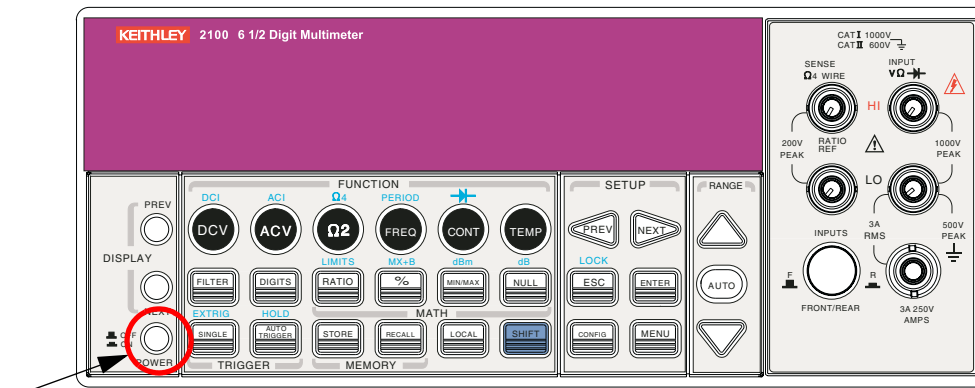 KEITHLEY 2100 6 1/2 Digit Multimeter
CAT I 1000V
CAT II 600V
SENSE
Ω4 WIRE
INPUT
VΩ
HI
200V
PEAK
RATIO
REF
1000V
PEAK
LO
3A
RMS
500V
PEAK
INPUTS
F
R
FRONT/REAR
3A 250V
AMPS
PREV
DISPLAY
NEXT
OFF
ON
POWER
FUNCTION
DCI ACI Ω4 PERIOD
DCV ACV Ω2 FREQ CONT TEMP
LIMITS MX+B dBm dB
FILTER DIGITS RATIO % MIN/MAX NULL
EXTRIG HOLD MATH
SINGLE AUTO TRIGGER STORE RECALL LOCAL SHIFT
TRIGGER MEMORY
SETUP
PREV NEXT
LOCK
ESC ENTER
CONFIG MENU
RANGE
AUTO